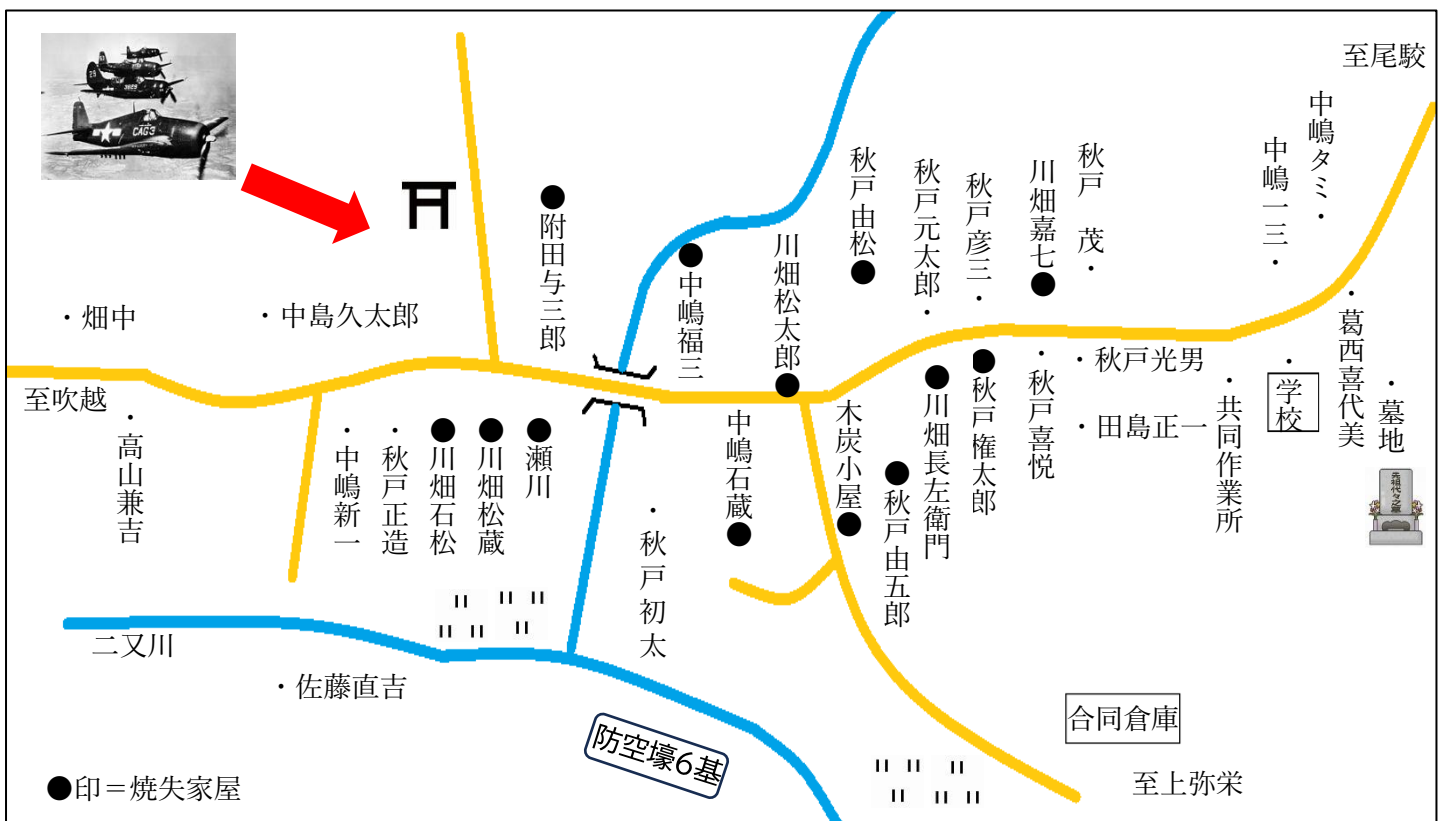 至尾駮
中嶋タミ・
中嶋一三・
秋戸 茂・
川畑嘉七●
秋戸彦三・
秋戸元太郎・
秋戸由松●
川畑松太郎●
●中嶋福三
●附田与三郎
CAG3
29
・畑中
・中島久太郎
至吹越
・高山兼吉
・中嶋新一
・秋戸正造
●川畑石松
●川畑松蔵
●瀬川
・秋戸初太
中嶋石蔵●
木炭小屋●
●秋戸由五郎
●川畑長左衛門
●秋戸権太郎
・秋戸喜悦
・秋戸光男
・田島正一
・共同作業所
・学校
・葛西喜代美
・墓地
先祖代々之墓
二又川
・佐藤直吉
防空壕6基
合同倉庫
至上弥栄
●印＝焼失家屋